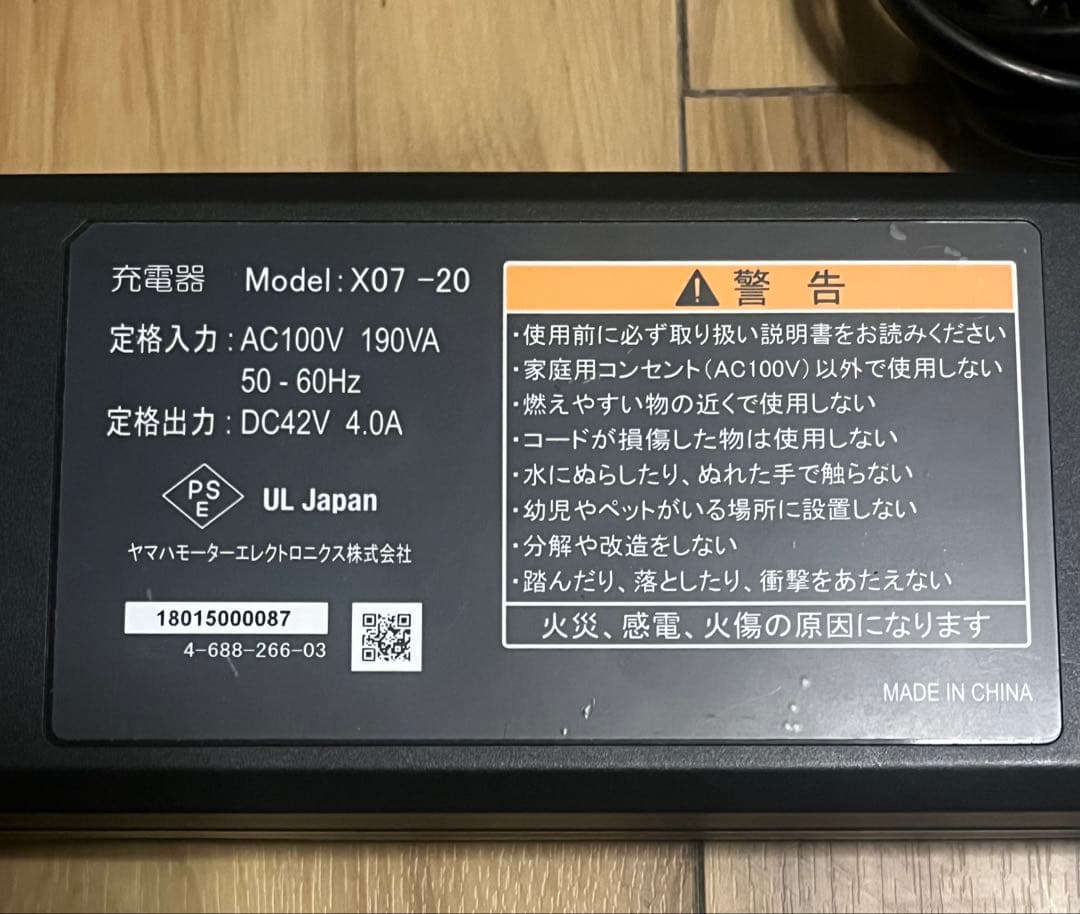 充電器 Model:X07 -20
定格入力:AC100V 190VA
50 - 60Hz
定格出力:DC42V 4.0A
PS
E
UL Japan
ヤマハモーターエレクトロニクス株式会社
18015000087
4-688-266-03
警 告
・使用前に必ず取り扱い説明書をお読みください
・家庭用コンセント(AC100V)以外で使用しない
・燃えやすい物の近くで使用しない
・コードが損傷した物は使用しない
・水にぬらしたり、ぬれた手で触らない
・幼児やペットがいる場所に設置しない
・分解や改造をしない
・踏んだり、落としたり、衝撃をあたえない
火災、感電、火傷の原因になります
MADE IN CHINA